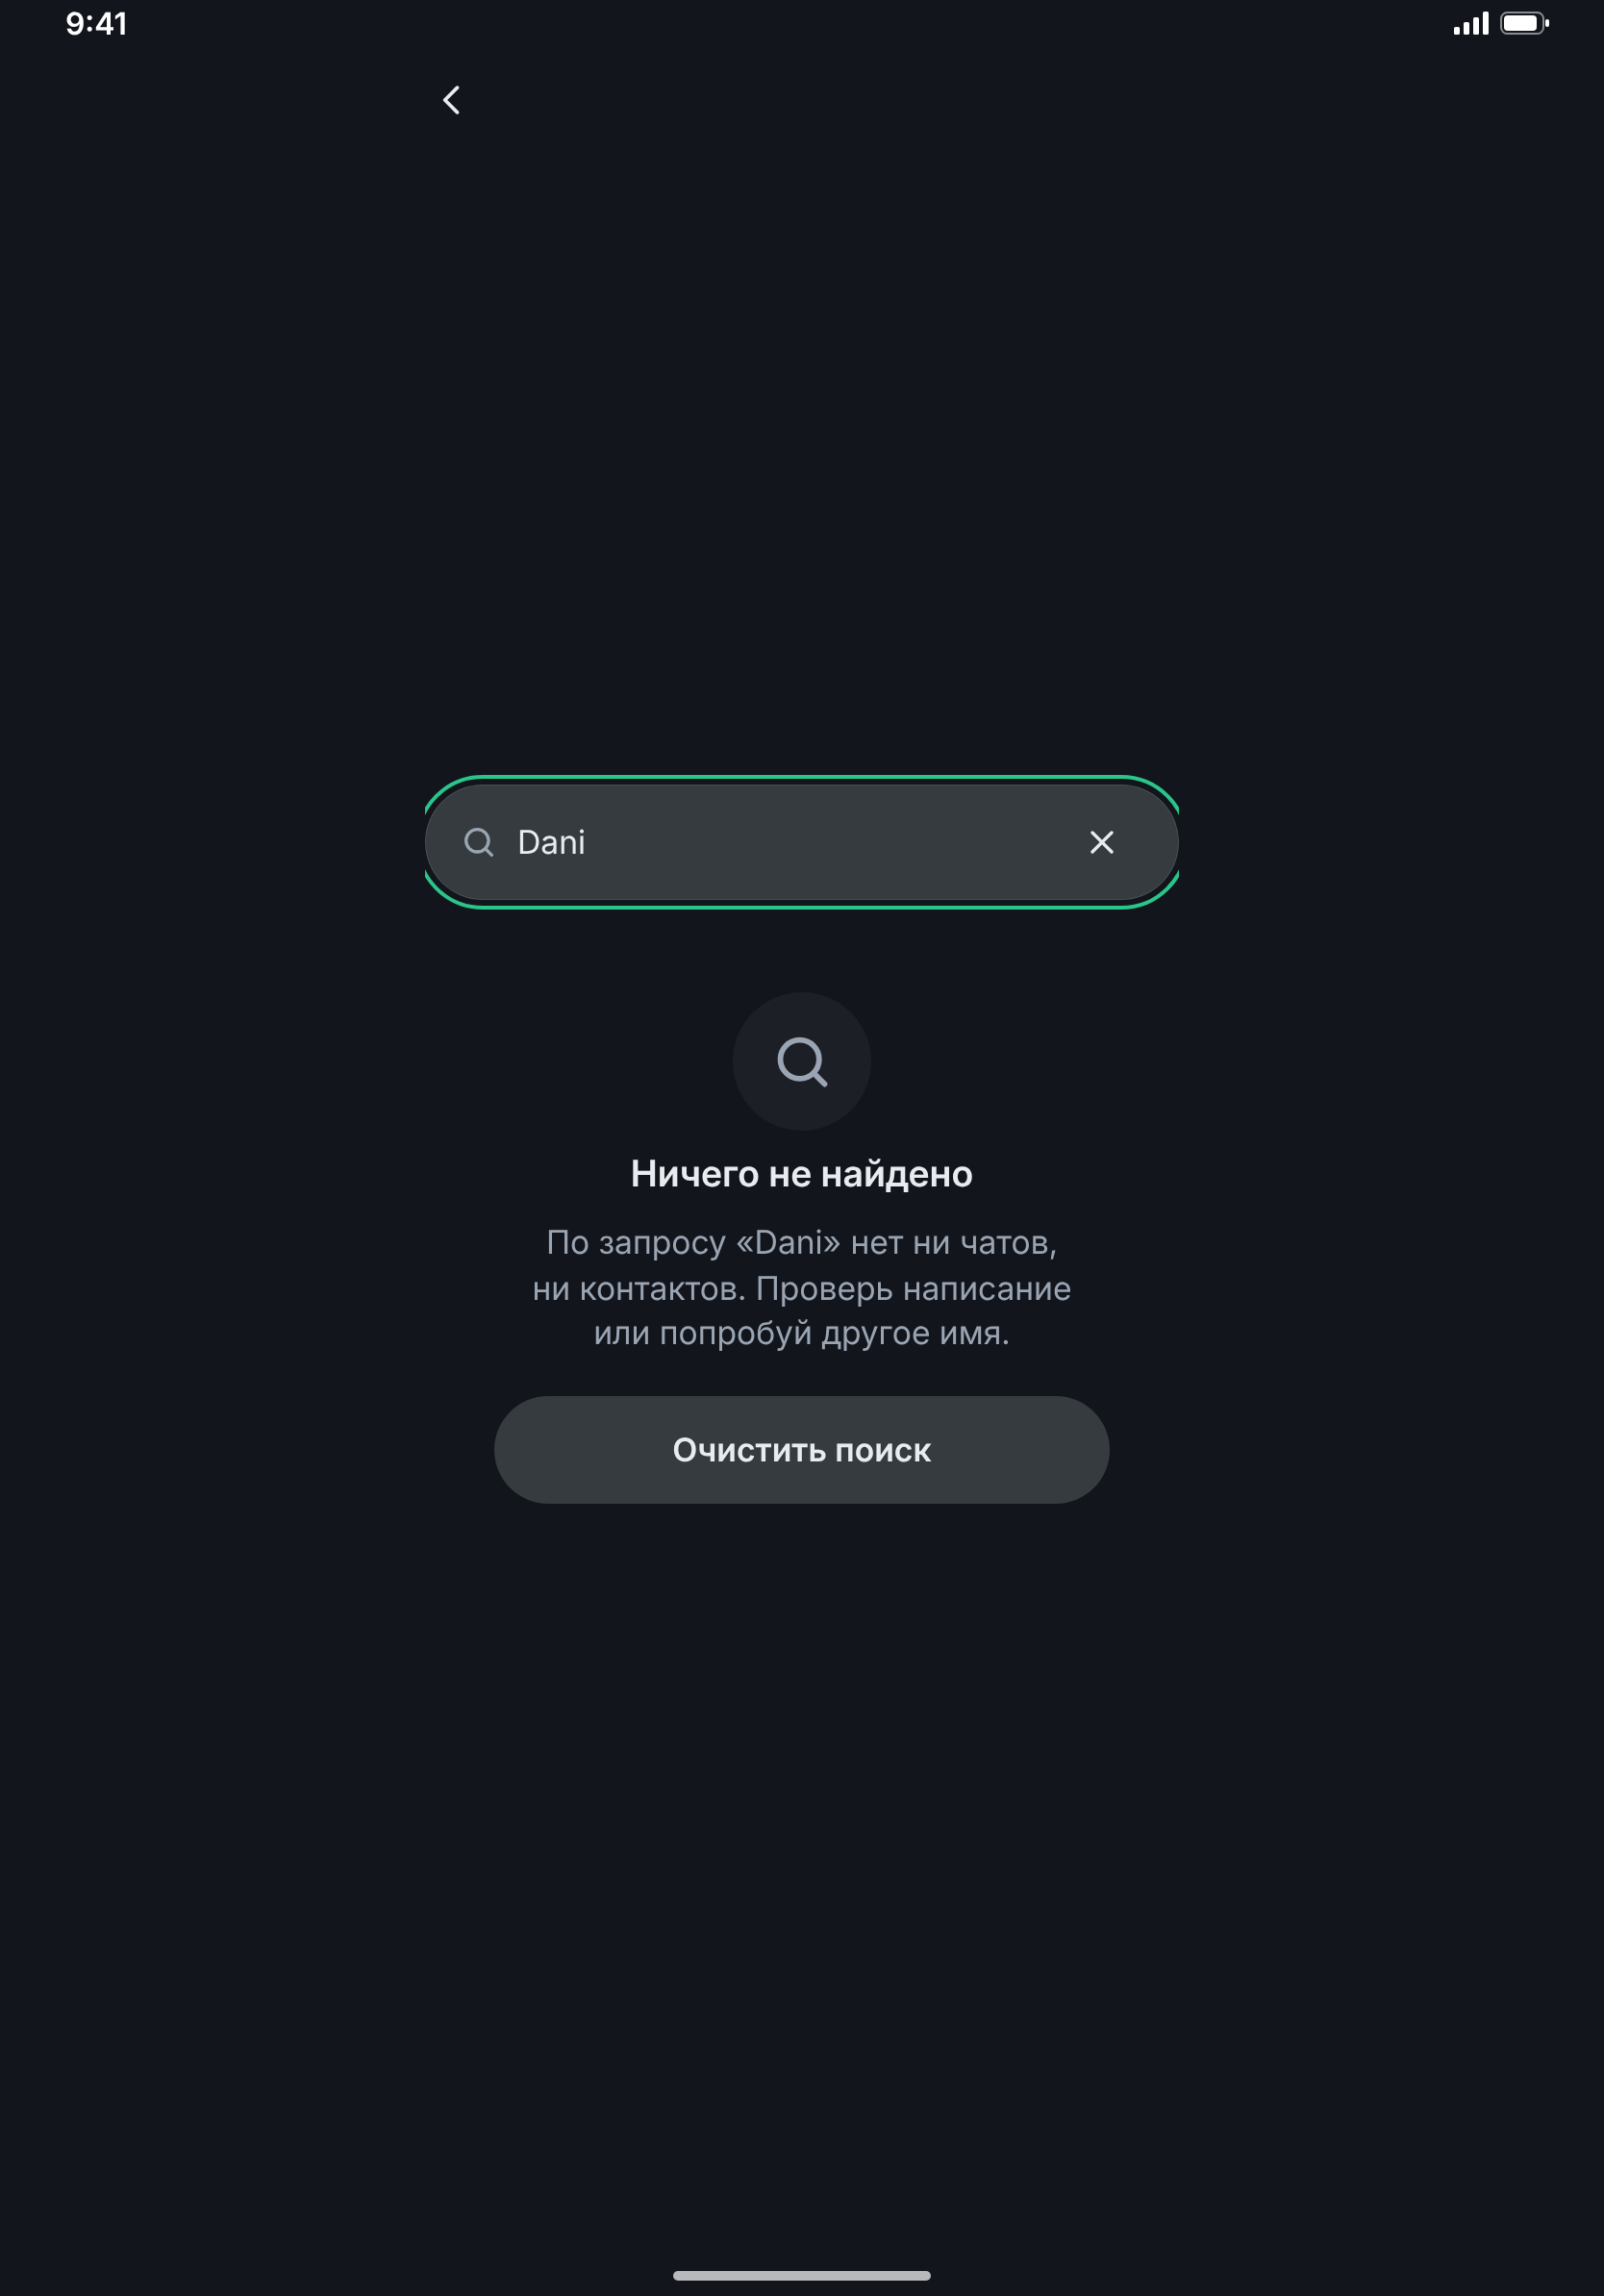 9:41
Dani
Ничего не найдено
По запросу «Dani» нет ни чатов,
ни контактов. Проверь написание
или попробуй другое имя.
Очистить поиск